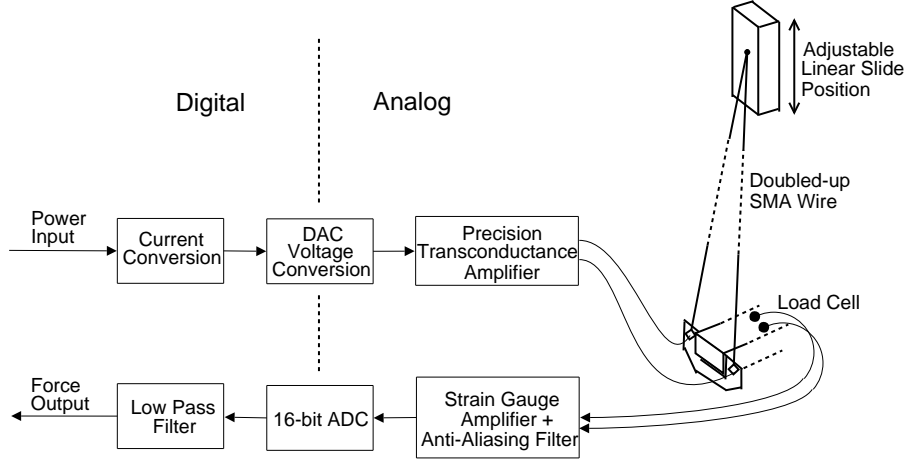 Adjustable
Linear Slide
Position
Digital
Analog
Doubled-up
SMA Wire
Power
Input
Current
Conversion
DAC
Voltage
Conversion
Precision
Transconductance
Amplifier
Load Cell
Force
Output
Low Pass
Filter
16-bit ADC
Strain Gauge
Amplifier +
Anti-Aliasing Filter